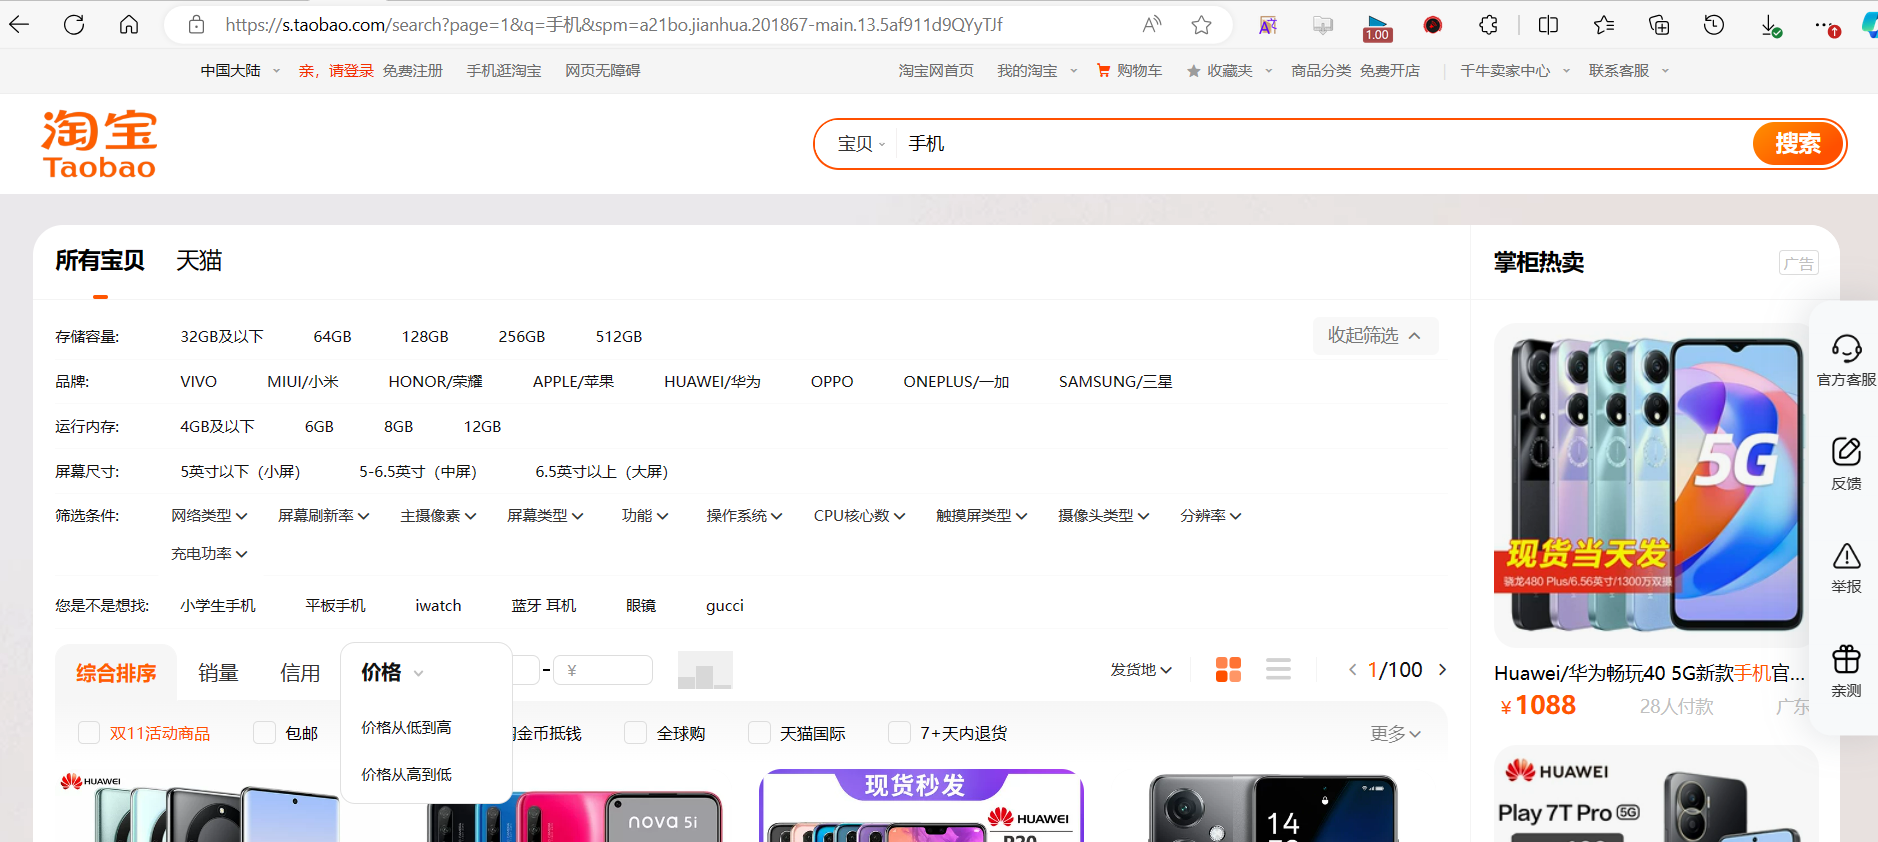 https://s.taobao.com/search?page=1&q=手机&spm=a21bo.jianhua.201867-main.13.5af911d9QYyTJf
1.00
中国大陆 亲，请登录 免费注册 手机逛淘宝 网页无障碍 淘宝网首页 我的淘宝 购物车 收藏夹 商品分类 免费开店 千牛卖家中心 联系客服
淘宝
Taobao
宝贝 手机 搜索
所有宝贝 天猫
掌柜热卖 广告
存储容量: 32GB及以下 64GB 128GB 256GB 512GB 收起筛选
品牌: VIVO MIUI/小米 HONOR/荣耀 APPLE/苹果 HUAWEI/华为 OPPO ONEPLUS/一加 SAMSUNG/三星
运行内存: 4GB及以下 6GB 8GB 12GB
屏幕尺寸: 5英寸以下（小屏） 5-6.5英寸（中屏） 6.5英寸以上（大屏）
筛选条件: 网络类型 屏幕刷新率 主摄像素 屏幕类型 功能 操作系统 CPU核心数 触摸屏类型 摄像头类型 分辨率
充电功率
您是不是想找: 小学生手机 平板手机 iwatch 蓝牙 耳机 眼镜 gucci
综合排序 销量 信用 价格 - ¥ 发货地 1/100
价格从低到高
价格从高到低
双11活动商品 包邮 金币抵钱 全球购 天猫国际 7+天内退货 更多
HUAWEI
nova 5i
现货秒发
HUAWEI
P20
14
5G
现货当天发
骁龙480 Plus/6.56英寸/1300万双摄
Huawei/华为畅玩40 5G新款手机官...
¥1088 28人付款 广东
HUAWEI
Play 7T Pro 5G
官方客服
反馈
举报
亲测